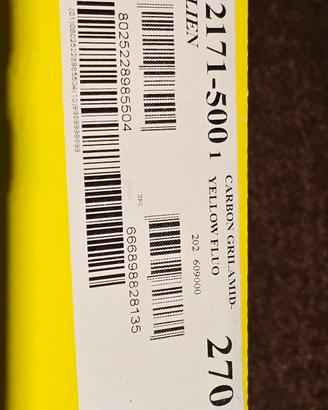 LIEN
2171-500 1
CARBON GRILAMID-
YELLOW FLUO
270
202 609000
8025228985504
UPC
666898828135